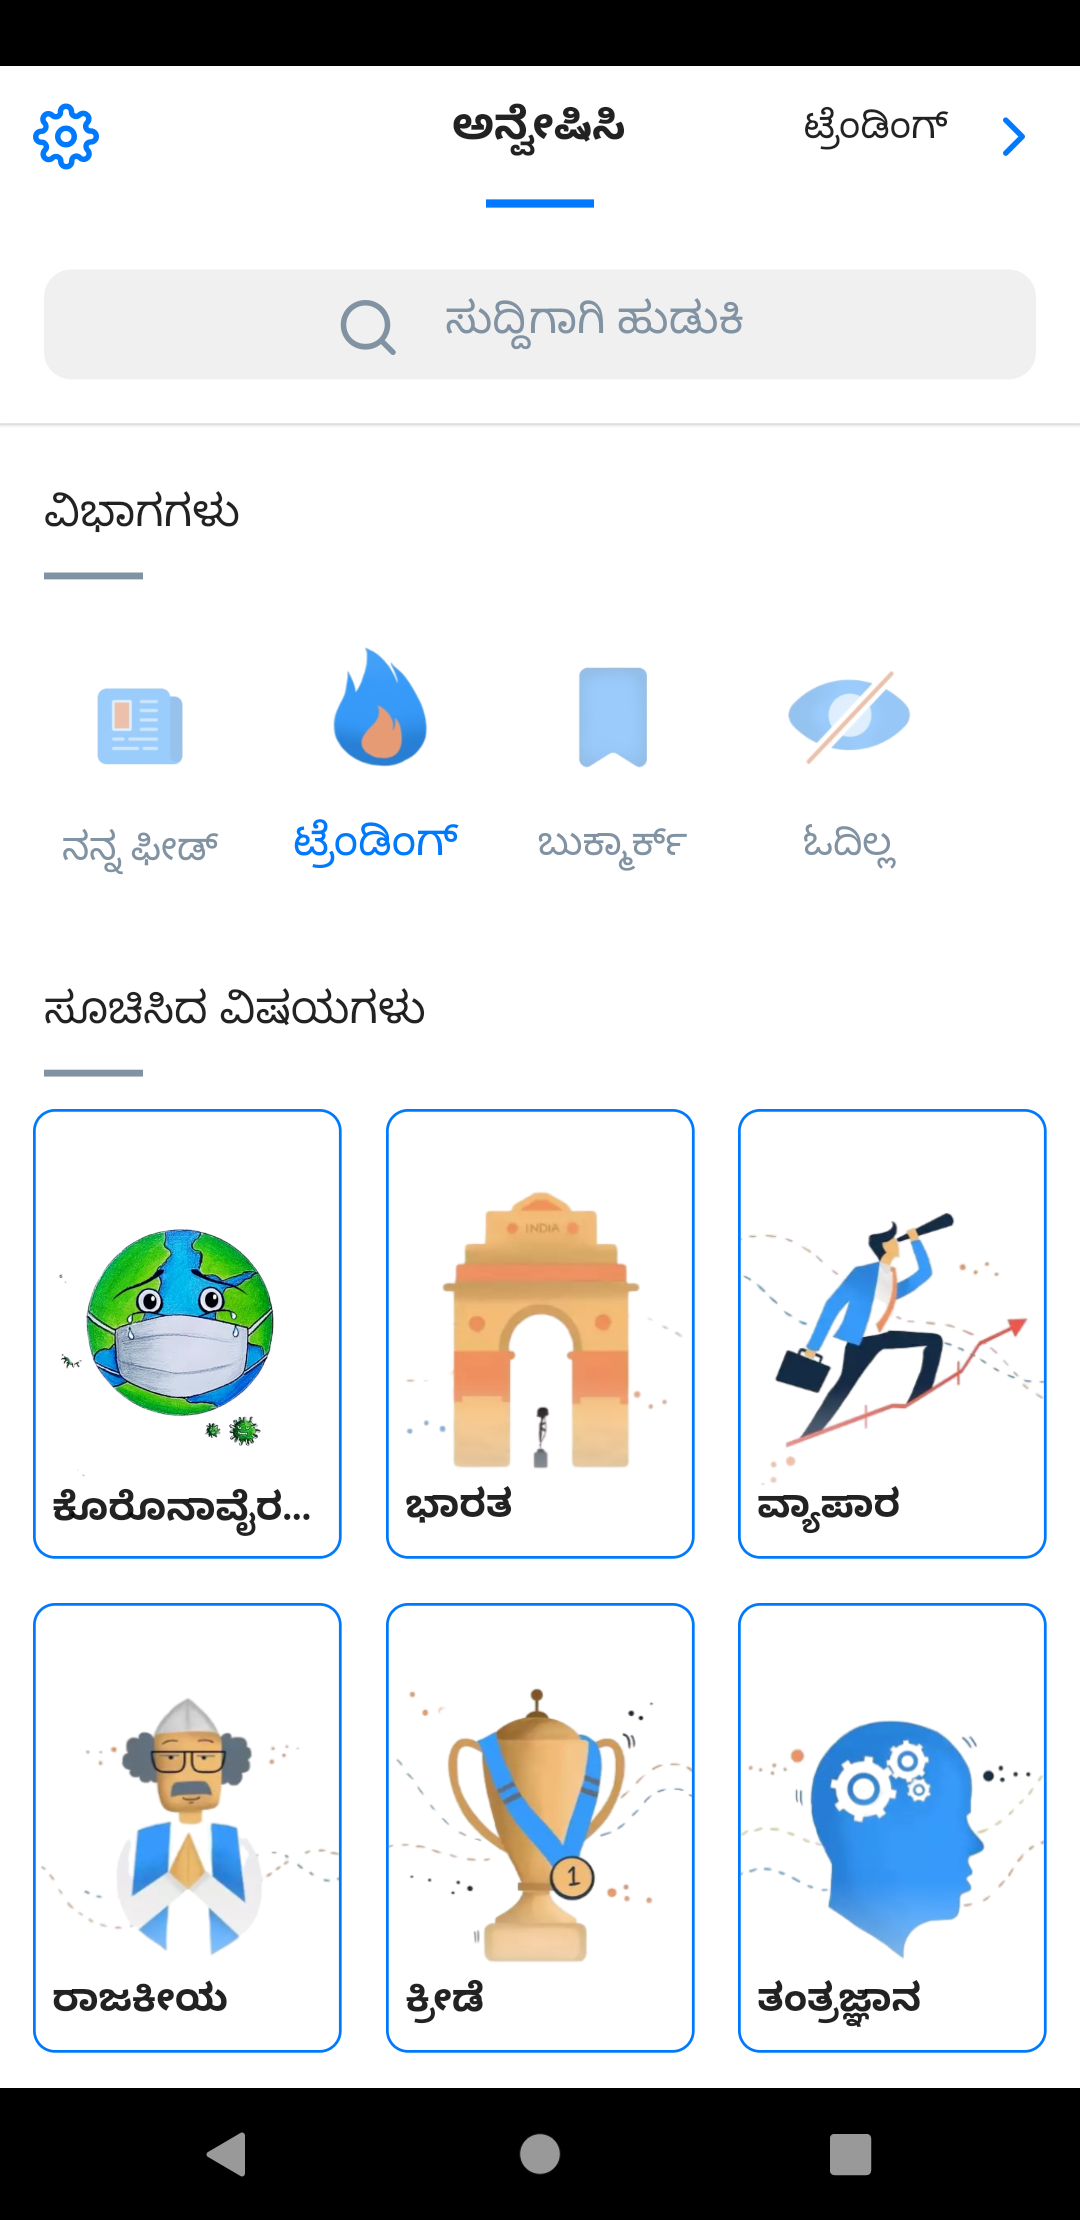 ಅನ್ವೇಷಿಸಿ
ಟ್ರೆಂಡಿಂಗ್
ಸುದ್ದಿಗಾಗಿ ಹುಡುಕಿ
ವಿಭಾಗಗಳು
ನನ್ನ ಫೀಡ್
ಟ್ರೆಂಡಿಂಗ್
ಬುಕ್ಮಾರ್ಕ್
ಓದಿಲ್ಲ
ಸೂಚಿಸಿದ ವಿಷಯಗಳು
INDIA
ಕೊರೊನಾವೈರ...
ಭಾರತ
ವ್ಯಾಪಾರ
1
ರಾಜಕೀಯ
ಕ್ರೀಡೆ
ತಂತ್ರಜ್ಞಾನ